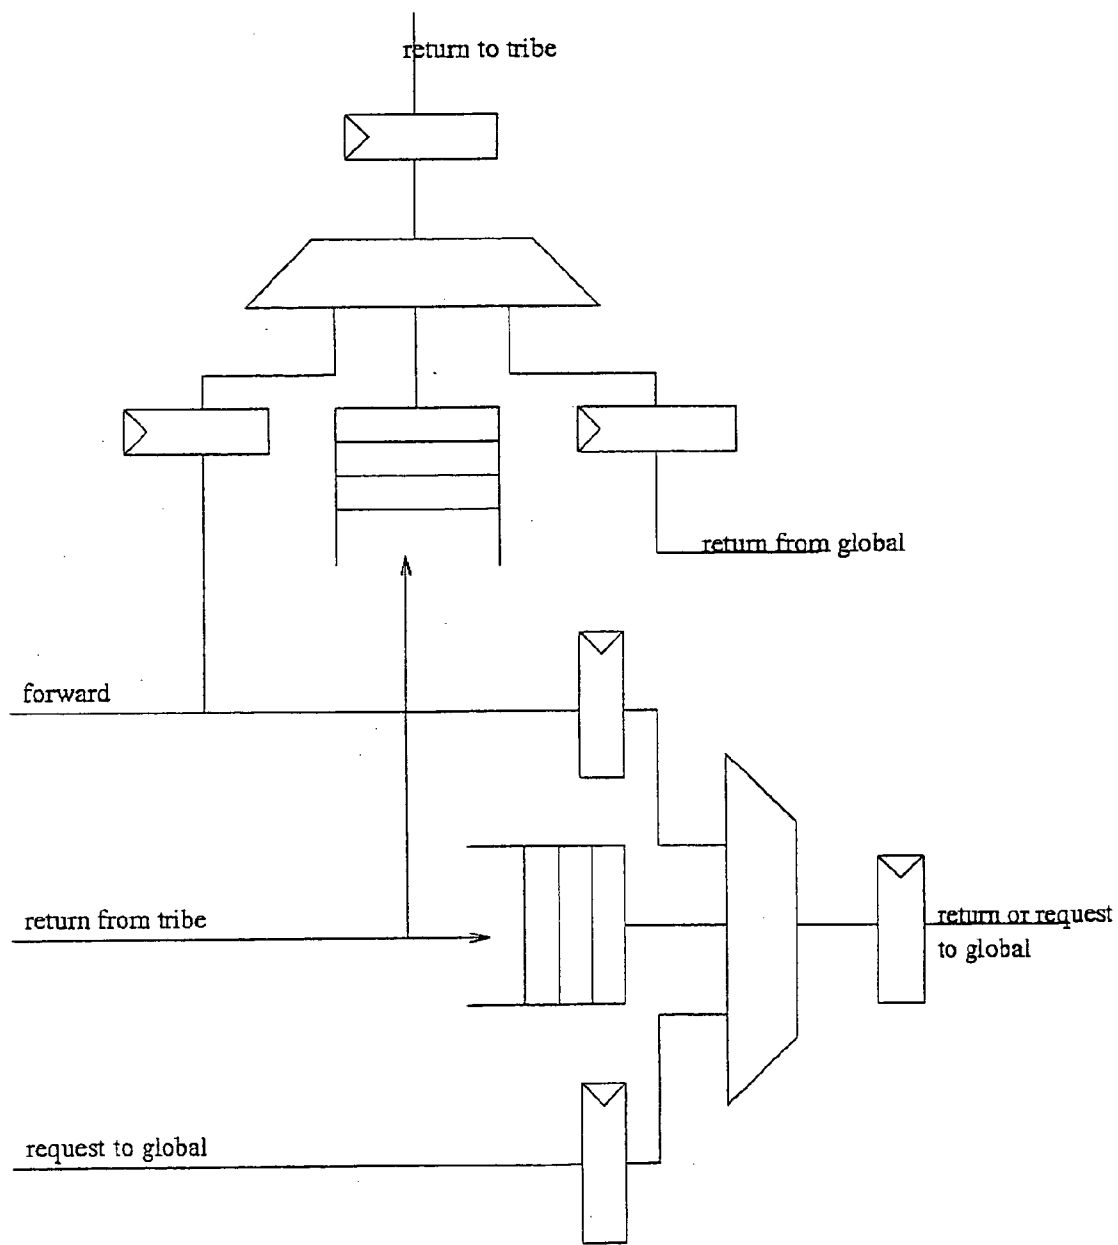 return to tribe
return from global
forward
return from tribe
return or request
to global
request to global